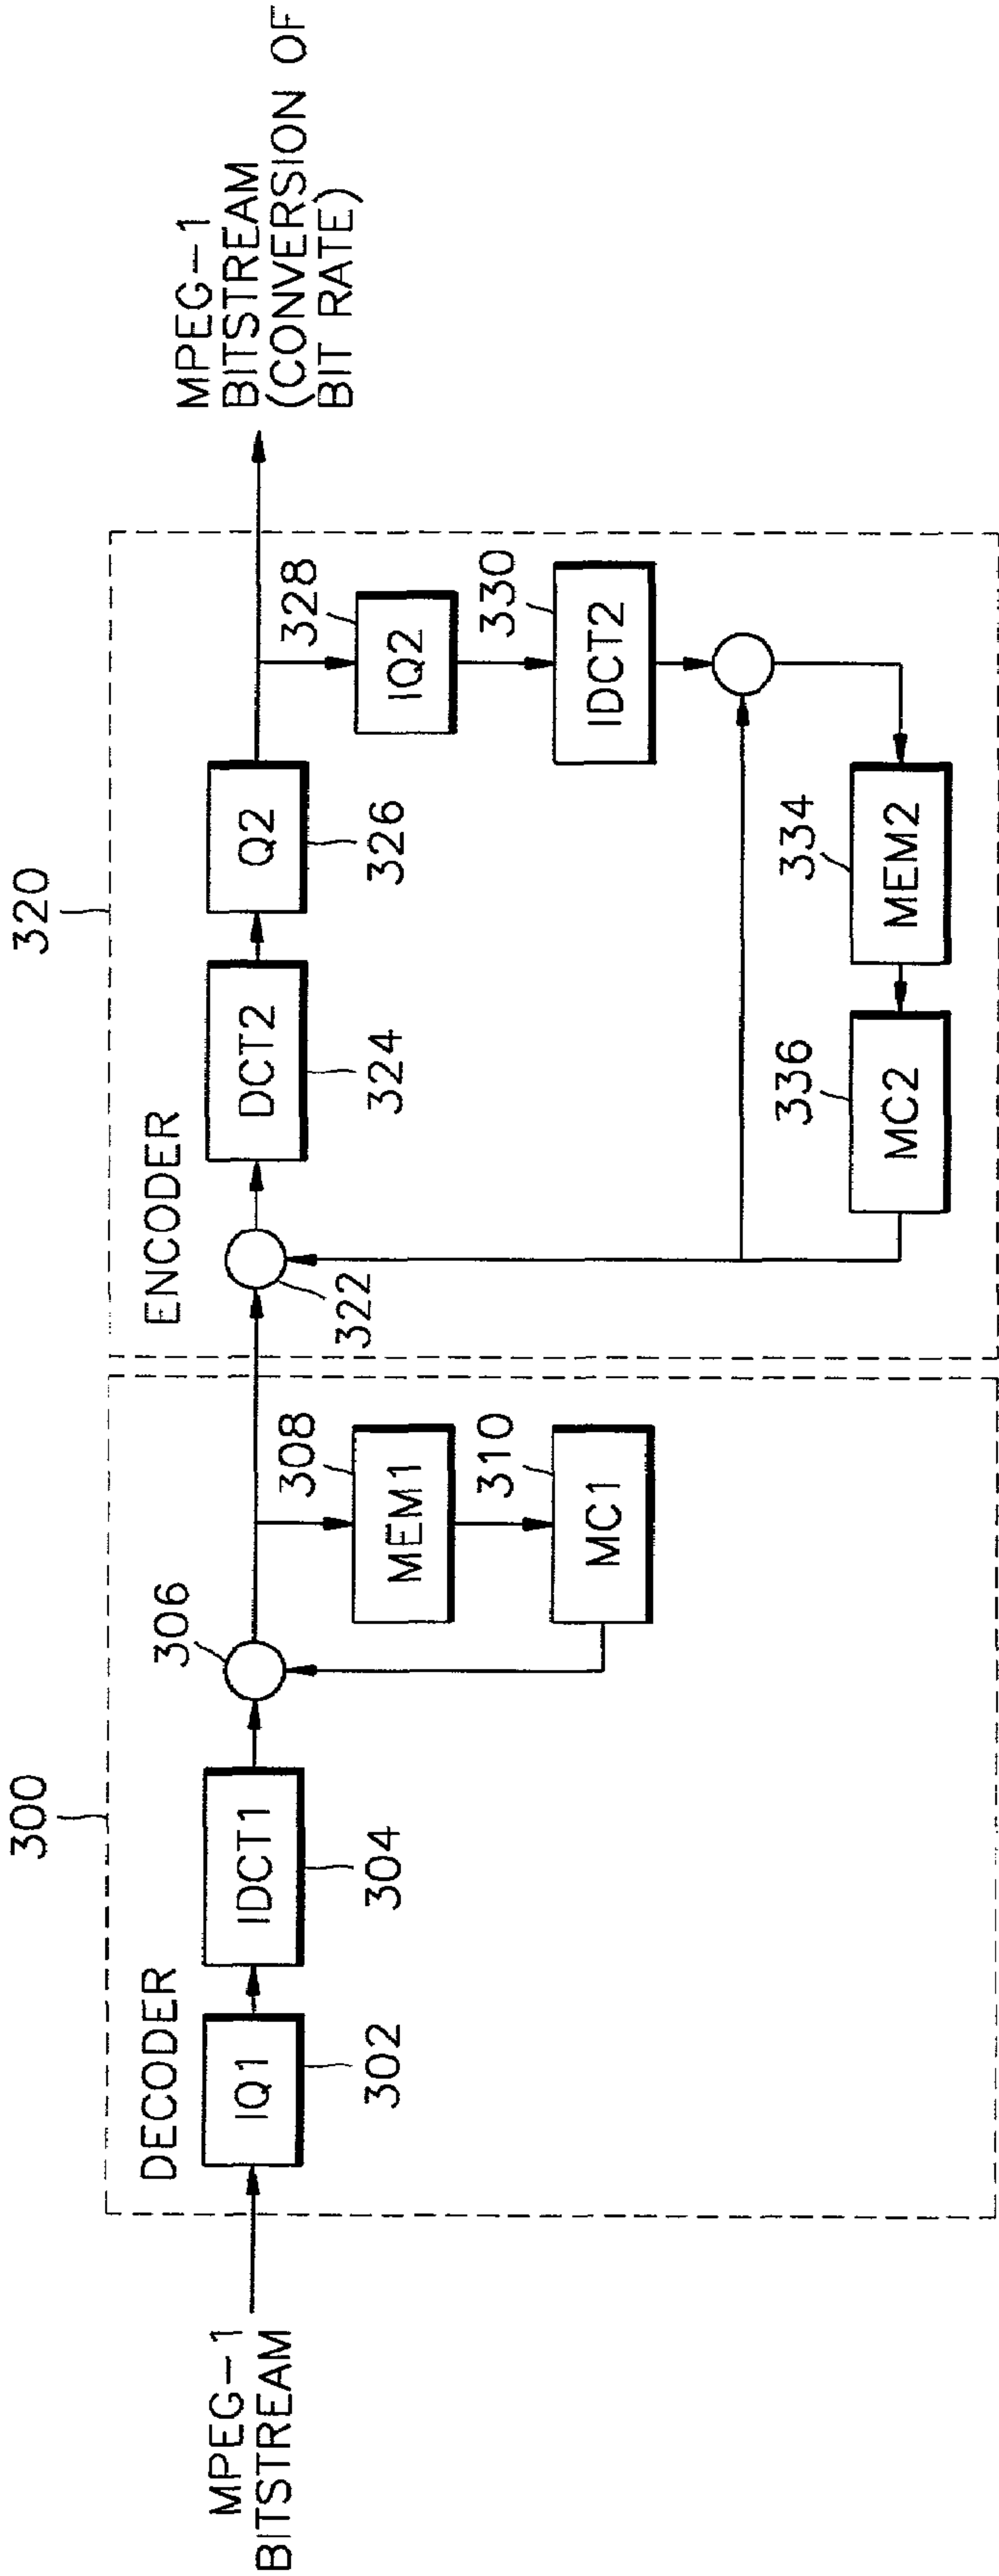 300
320
DECODER
ENCODER
MPEG-1
BITSTREAM
IQ1
302
IDCT1
304
306
308
MEM1
310
MC1
322
DCT2
324
Q2
326
328
IQ2
330
IDCT2
334
MEM2
336
MC2
MPEG-1
BITSTREAM
(CONVERSION OF
BIT RATE)